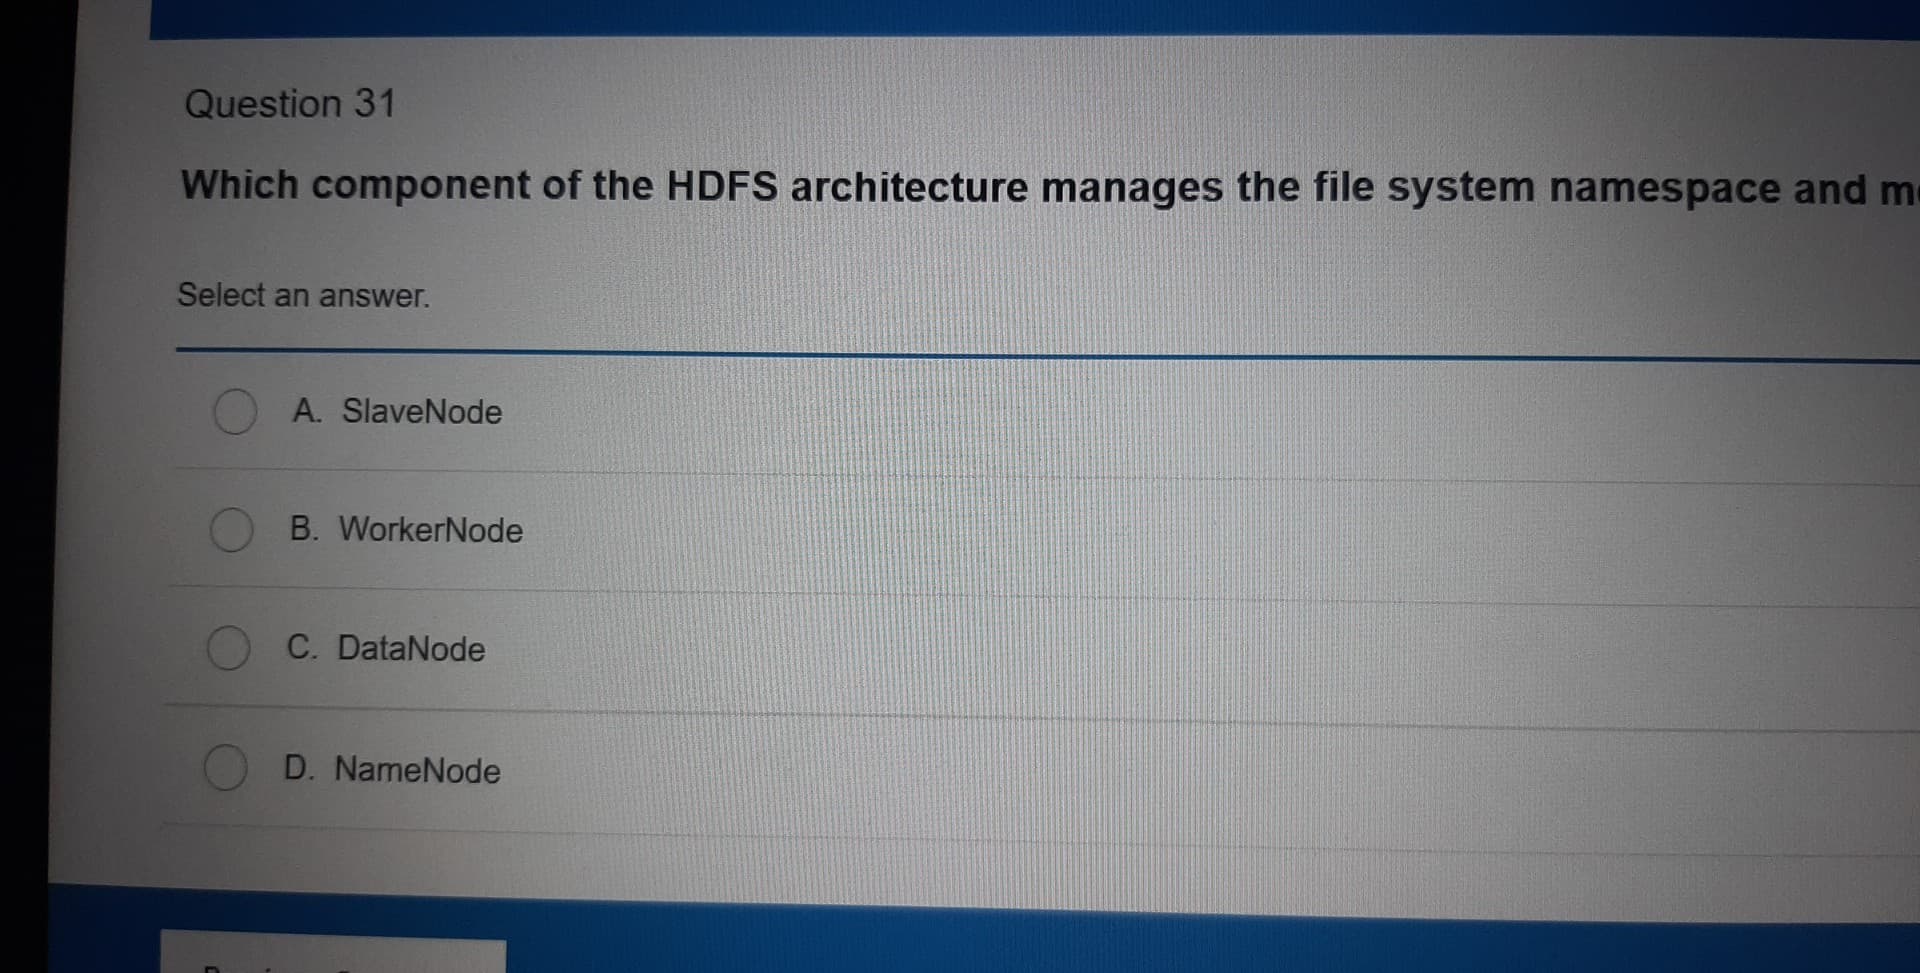 Question 31
Which component of the HDFS architecture manages the file system namespace and
Select an answer.
A. SlaveNode
B. WorkerNode
C. DataNode
D. NameNode